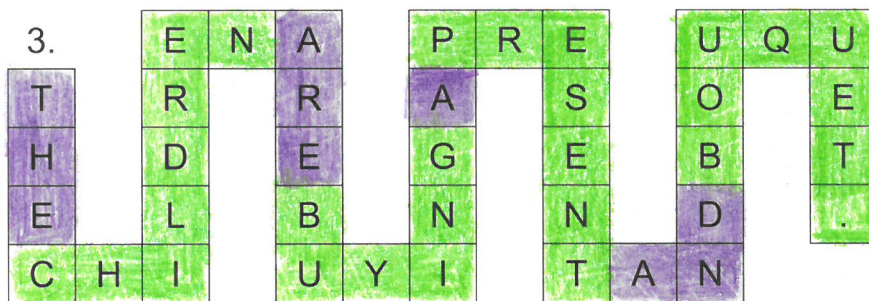 3. E N A P R E U Q U
T R R A S O E
H D E G E B T
E L B N N D .
C H I U Y I T A N